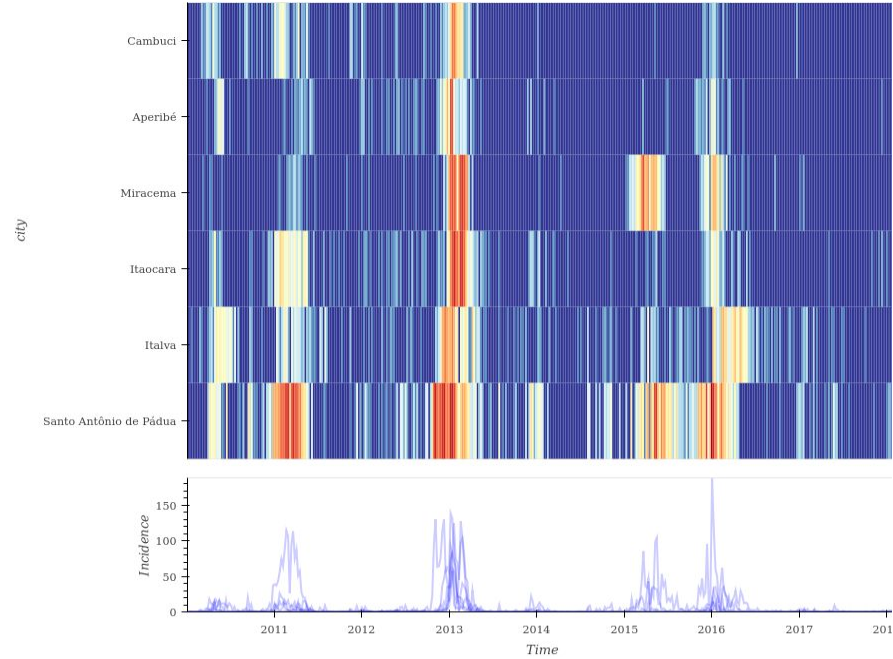 Cambuci
Aperibé
Miracema
Itaocara
Italva
Santo Antônio de Pádua
city
150
100
50
0
Incidence
2011
2012
2013
2014
2015
2016
2017
201
Time